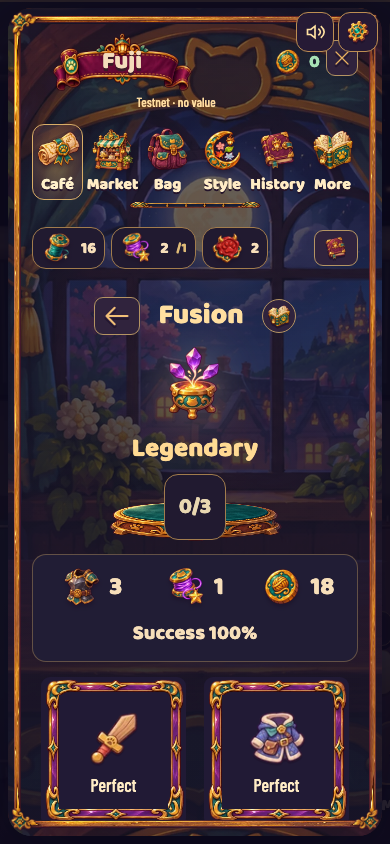 Fuji
0
Testnet · no value
Café Market Bag Style History More
16 2 /1 2
Fusion
Legendary
0/3
3 1 18
Success 100%
Perfect Perfect